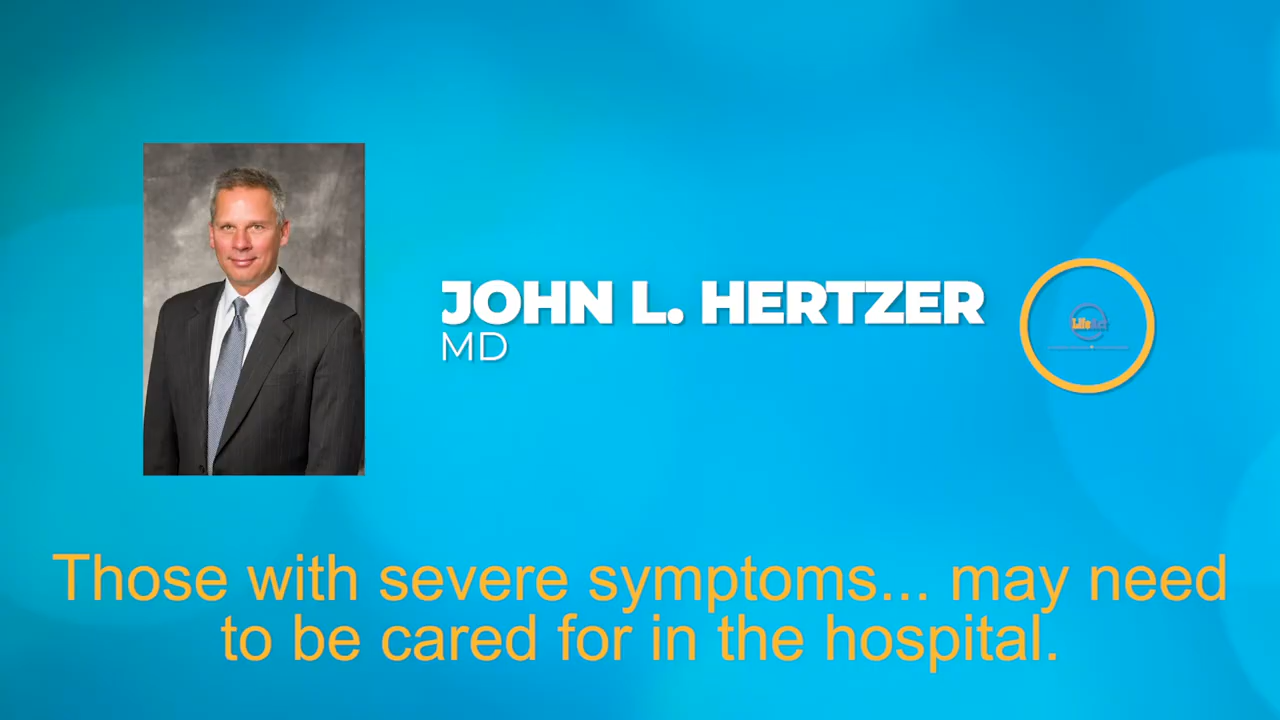 JOHN L. HERTZER
MD
Those with severe symptoms... may need
to be cared for in the hospital.